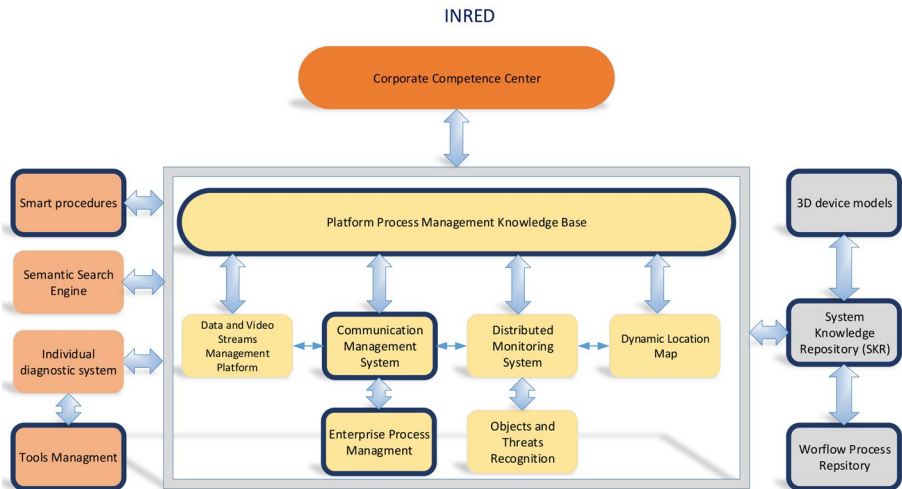 INRED
Corporate Competence Center
Smart procedures
Platform Process Management Knowledge Base
3D device models
Semantic Search
Engine
Data and Video
Streams Management
Platform
Communication
Management
System
Distributed
Monitoring
System
Dynamic Location
Map
System
Knowledge
Repository (SKR)
Individual
diagnostic system
Tools Managment
Enterprise Process
Managment
Objects and
Threats
Recognition
Worflow Process
Repsitory